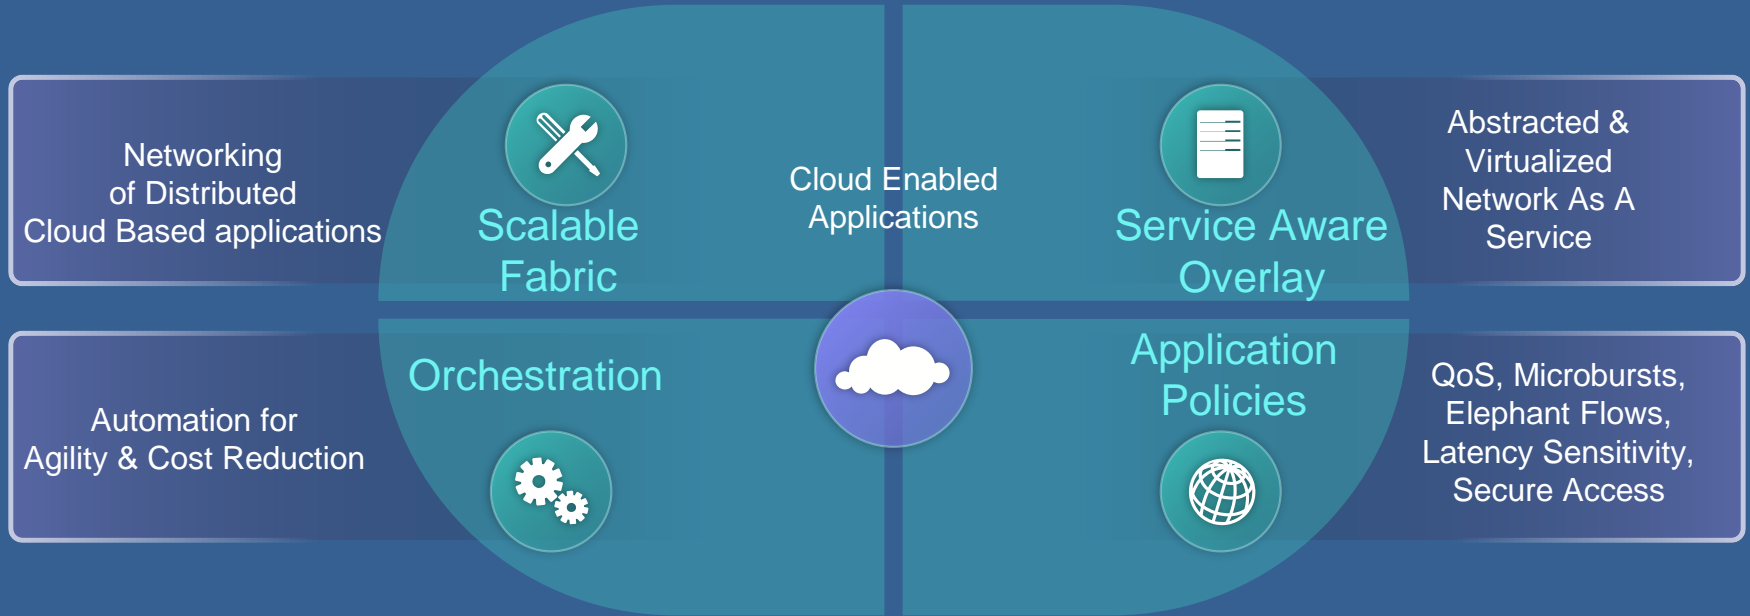 Networking
of Distributed
Cloud Based applications
Scalable
Fabric
Cloud Enabled
Applications
Service Aware
Overlay
Abstracted &
Virtualized
Network As A
Service
Automation for
Agility & Cost Reduction
Orchestration
Application
Policies
QoS, Microbursts,
Elephant Flows,
Latency Sensitivity,
Secure Access